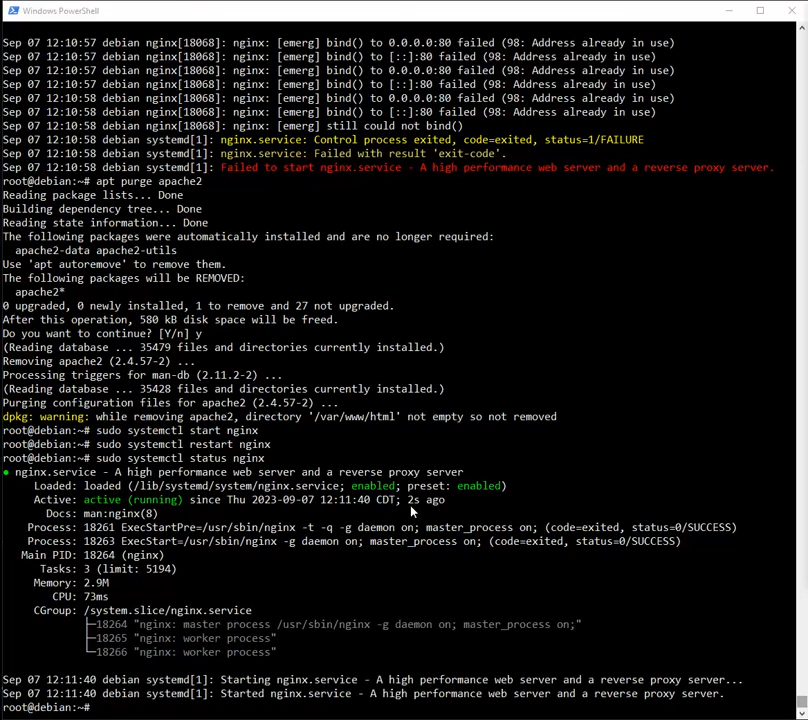 Windows PowerShell
Sep 07 12:10:57 debian nginx[18068]: nginx: [emerg] bind() to 0.0.0.0:80 failed (98: Address already in use)
Sep 07 12:10:57 debian nginx[18068]: nginx: [emerg] bind() to [::]:80 failed (98: Address already in use)
Sep 07 12:10:57 debian nginx[18068]: nginx: [emerg] bind() to 0.0.0.0:80 failed (98: Address already in use)
Sep 07 12:10:57 debian nginx[18068]: nginx: [emerg] bind() to [::]:80 failed (98: Address already in use)
Sep 07 12:10:58 debian nginx[18068]: nginx: [emerg] bind() to 0.0.0.0:80 failed (98: Address already in use)
Sep 07 12:10:58 debian nginx[18068]: nginx: [emerg] bind() to [::]:80 failed (98: Address already in use)
Sep 07 12:10:58 debian nginx[18068]: nginx: [emerg] still could not bind()
Sep 07 12:10:58 debian systemd[1]: nginx.service: Control process exited, code=exited, status=1/FAILURE
Sep 07 12:10:58 debian systemd[1]: nginx.service: Failed with result 'exit-code'.
Sep 07 12:10:58 debian systemd[1]: Failed to start nginx.service - A high performance web server and a reverse proxy server.
root@debian:~# apt purge apache2
Reading package lists... Done
Building dependency tree... Done
Reading state information... Done
The following packages were automatically installed and are no longer required:
apache2-data apache2-utils
Use 'apt autoremove' to remove them.
The following packages will be REMOVED:
apache2*
0 upgraded, 0 newly installed, 1 to remove and 27 not upgraded.
After this operation, 580 kB disk space will be freed.
Do you want to continue? [Y/n] y
(Reading database ... 35479 files and directories currently installed.)
Removing apache2 (2.4.57-2) ...
Processing triggers for man-db (2.11.2-2) ...
(Reading database ... 35428 files and directories currently installed.)
Purging configuration files for apache2 (2.4.57-2) ...
dpkg: warning: while removing apache2, directory '/var/www/html' not empty so not removed
root@debian:~# sudo systemctl start nginx
root@debian:~# sudo systemctl restart nginx
root@debian:~# sudo systemctl status nginx
● nginx.service - A high performance web server and a reverse proxy server
Loaded: loaded (/lib/systemd/system/nginx.service; enabled; preset: enabled)
Active: active (running) since Thu 2023-09-07 12:11:40 CDT; 2s ago
Docs: man:nginx(8)
Process: 18261 ExecStartPre=/usr/sbin/nginx -t -q -g daemon on; master_process on; (code=exited, status=0/SUCCESS)
Process: 18263 ExecStart=/usr/sbin/nginx -g daemon on; master_process on; (code=exited, status=0/SUCCESS)
Main PID: 18264 (nginx)
Tasks: 3 (limit: 5194)
Memory: 2.9M
CPU: 73ms
CGroup: /system.slice/nginx.service
├─18264 "nginx: master process /usr/sbin/nginx -g daemon on; master_process on;"
├─18265 "nginx: worker process"
└─18266 "nginx: worker process"
Sep 07 12:11:40 debian systemd[1]: Starting nginx.service - A high performance web server and a reverse proxy server...
Sep 07 12:11:40 debian systemd[1]: Started nginx.service - A high performance web server and a reverse proxy server.
root@debian:~#